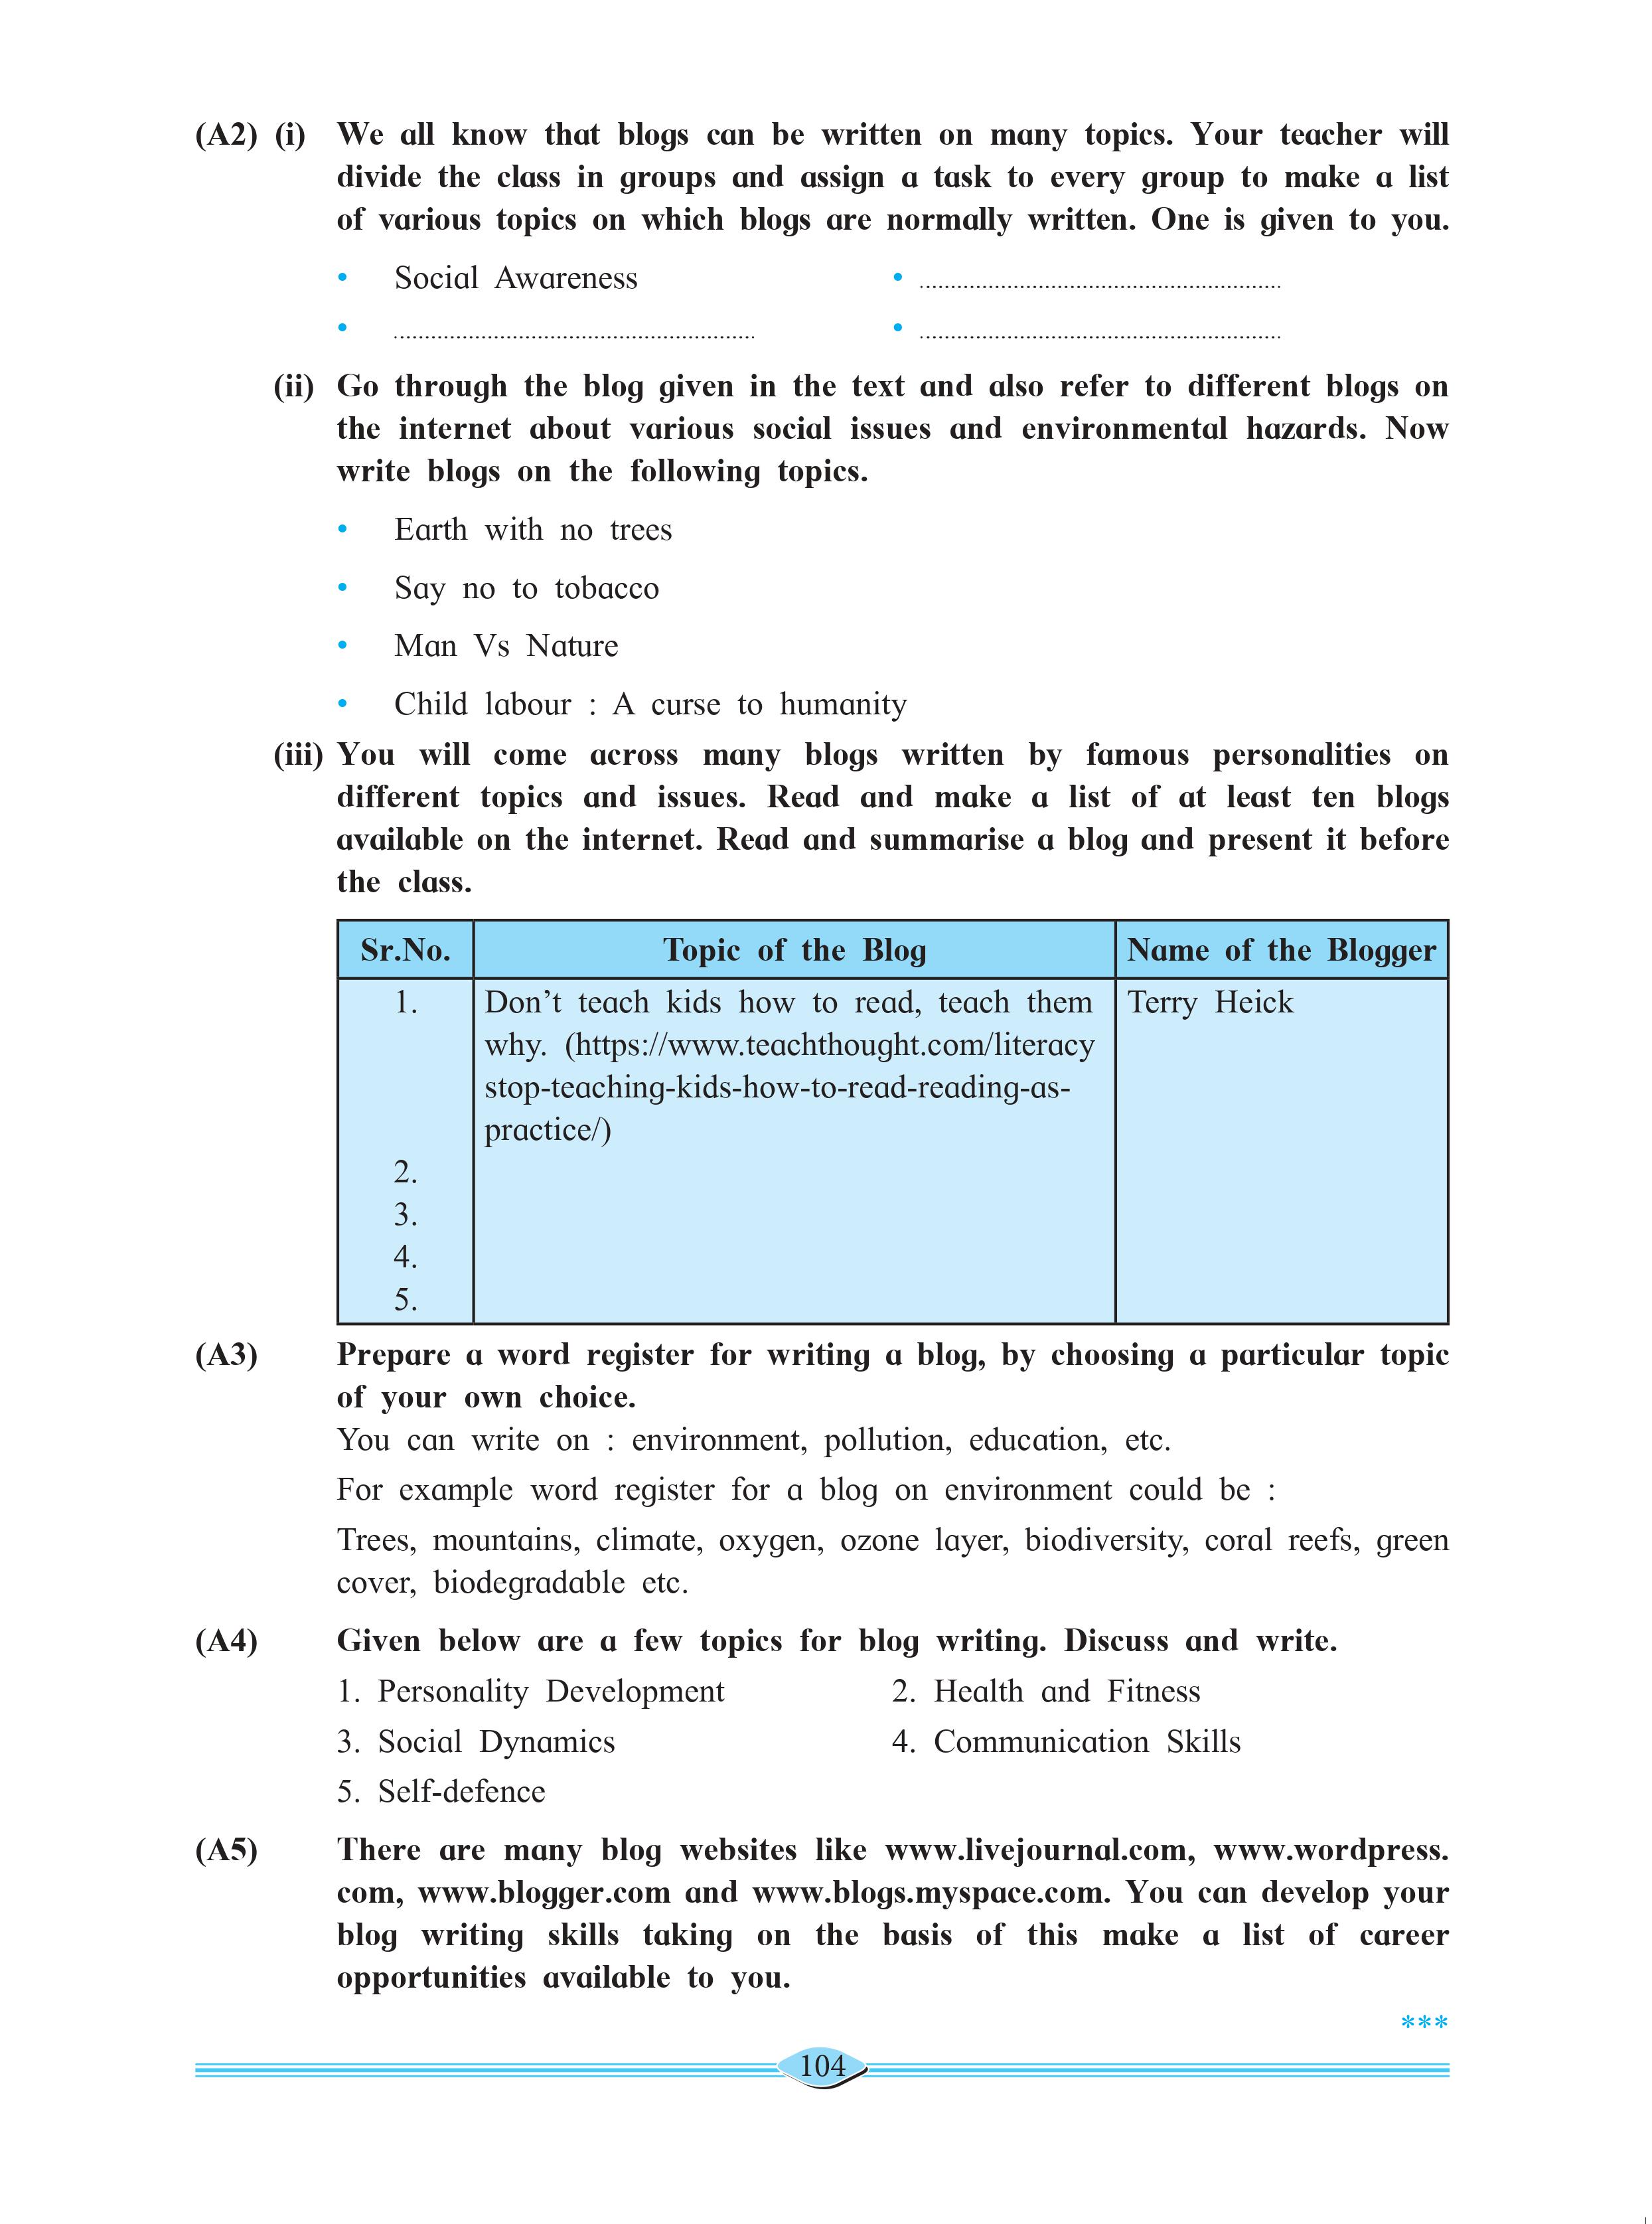 (A2) (i) We all know that blogs can be written on many topics. Your teacher will
divide the class in groups and assign a task to every group to make a list
of various topics on which blogs are normally written. One is given to you.
• Social Awareness • ..........................................................
• .......................................................... • ..........................................................
(ii) Go through the blog given in the text and also refer to different blogs on
the internet about various social issues and environmental hazards. Now
write blogs on the following topics.
• Earth with no trees
• Say no to tobacco
• Man Vs Nature
• Child labour : A curse to humanity
(iii) You will come across many blogs written by famous personalities on
different topics and issues. Read and make a list of at least ten blogs
available on the internet. Read and summarise a blog and present it before
the class.
Sr.No. Topic of the Blog Name of the Blogger
1. Don’t teach kids how to read, teach them Terry Heick
why. (https://www.teachthought.com/literacy
stop-teaching-kids-how-to-read-reading-as-
practice/)
2.
3.
4.
5.
(A3) Prepare a word register for writing a blog, by choosing a particular topic
of your own choice.
You can write on : environment, pollution, education, etc.
For example word register for a blog on environment could be :
Trees, mountains, climate, oxygen, ozone layer, biodiversity, coral reefs, green
cover, biodegradable etc.
(A4) Given below are a few topics for blog writing. Discuss and write.
1. Personality Development 2. Health and Fitness
3. Social Dynamics 4. Communication Skills
5. Self-defence
(A5) There are many blog websites like www.livejournal.com, www.wordpress.
com, www.blogger.com and www.blogs.myspace.com. You can develop your
blog writing skills taking on the basis of this make a list of career
opportunities available to you.
***
104